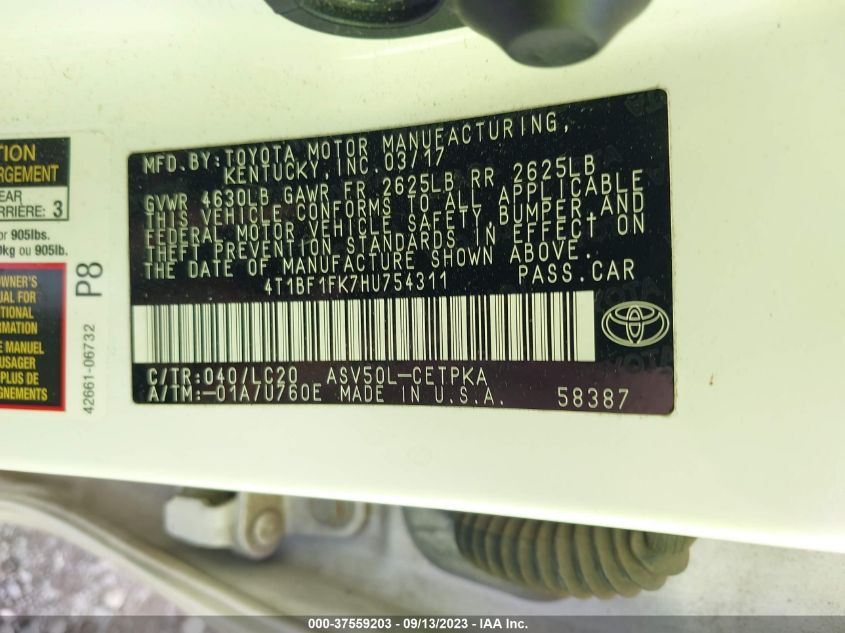 MFD. BY: TOYOTA MOTOR MANUFACTURING,
KENTUCKY, INC. 03/17
GVWR 4630LB GAWR FR 2625LB RR 2625LB
THIS VEHICLE CONFORMS TO ALL APPLICABLE
FEDERAL MOTOR VEHICLE SAFETY, BUMPER AND
THEFT PREVENTION STANDARDS IN EFFECT ON
THE DATE OF MANUFACTURE SHOWN ABOVE.
4T1BF1FK7HU754311 PASS.CAR
C/TR:040/LC20 ASV50L-CETPKA
A/TM:-01A/U760E MADE IN U.S.A. 58387
TOYOTA
TION
RGEMENT
EAR
ARRIÈRE: 3
or 905lbs.
0kg ou 905lb.
OWNER'S
UAL FOR
TIONAL
RMATION
E MANUEL
USAGER
PLUS DE
GNEMENTS
P8
42661-06732
000-37559203 - 09/13/2023 - IAA Inc.